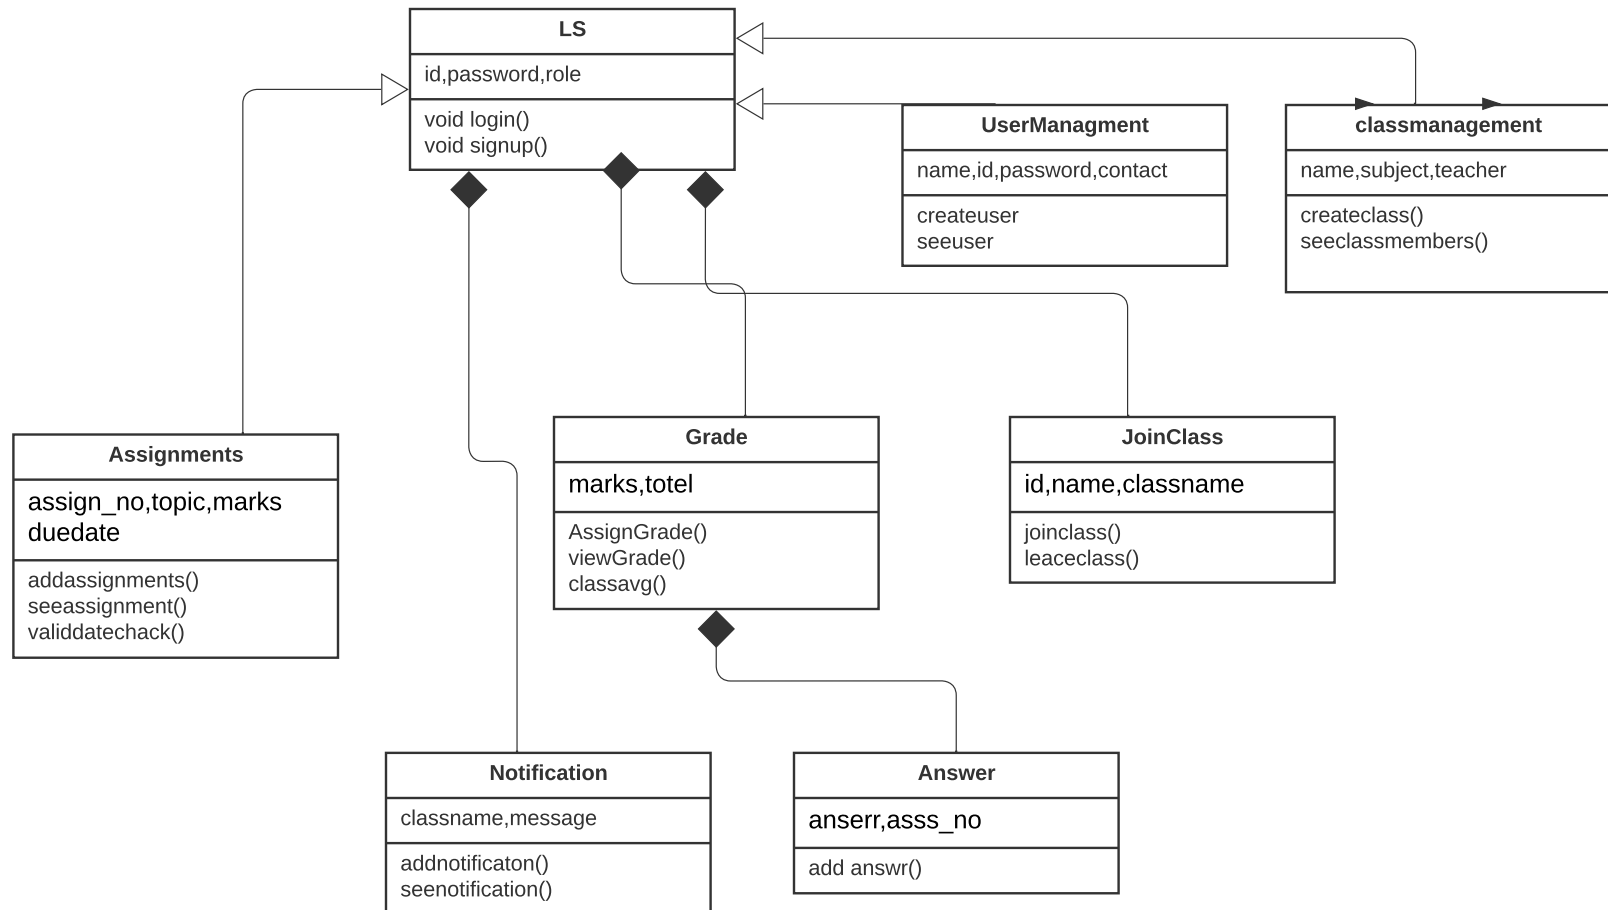 LS
id,password,role
void login()
void signup()
UserManagment
name,id,password,contact
createuser
seeuser
classmanagement
name,subject,teacher
createclass()
seeclassmembers()
Assignments
assign_no,topic,marks
duedate
addassignments()
seeassignment()
validdatechack()
Grade
marks,totel
AssignGrade()
viewGrade()
classavg()
JoinClass
id,name,classname
joinclass()
leaceclass()
Notification
classname,message
addnotificaton()
seenotification()
Answer
anserr,asss_no
add answr()